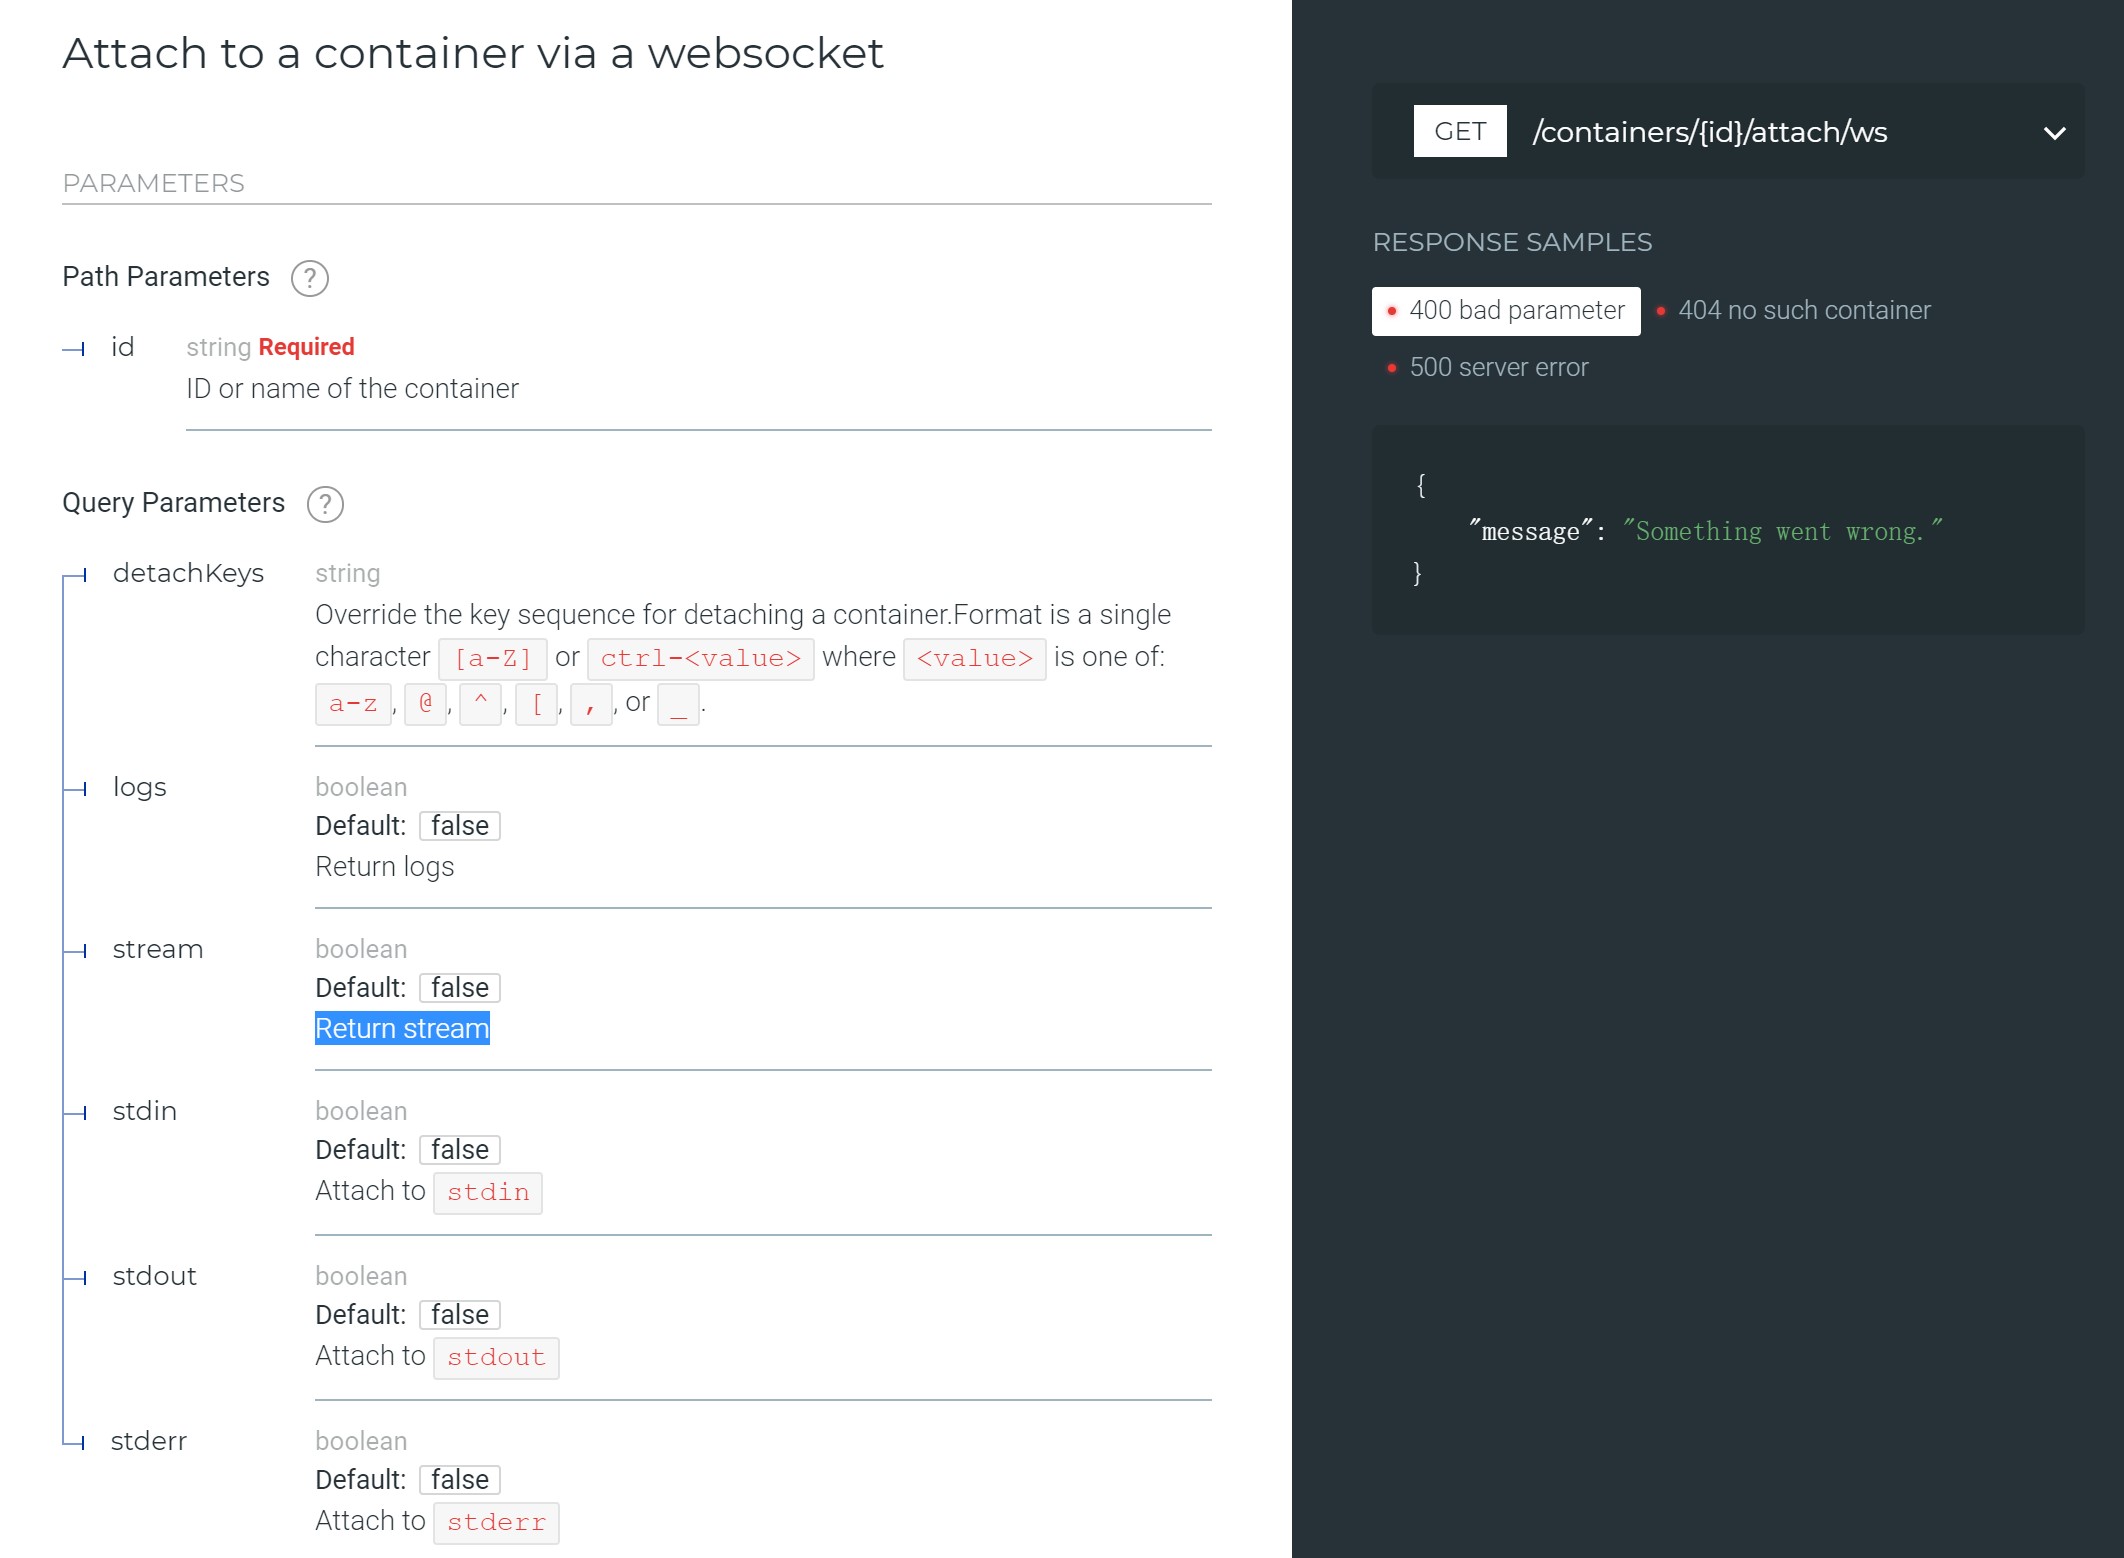 Attach to a container via a websocket
PARAMETERS
Path Parameters ?
id string Required
ID or name of the container
Query Parameters ?
detachKeys string
Override the key sequence for detaching a container.Format is a single
character [a-Z] or ctrl-<value> where <value> is one of:
a-z, @, ^, [, ,, or _.
logs boolean
Default: false
Return logs
stream boolean
Default: false
Return stream
stdin boolean
Default: false
Attach to stdin
stdout boolean
Default: false
Attach to stdout
stderr boolean
Default: false
Attach to stderr
GET /containers/{id}/attach/ws
RESPONSE SAMPLES
400 bad parameter 404 no such container
500 server error
{
"message": "Something went wrong."
}